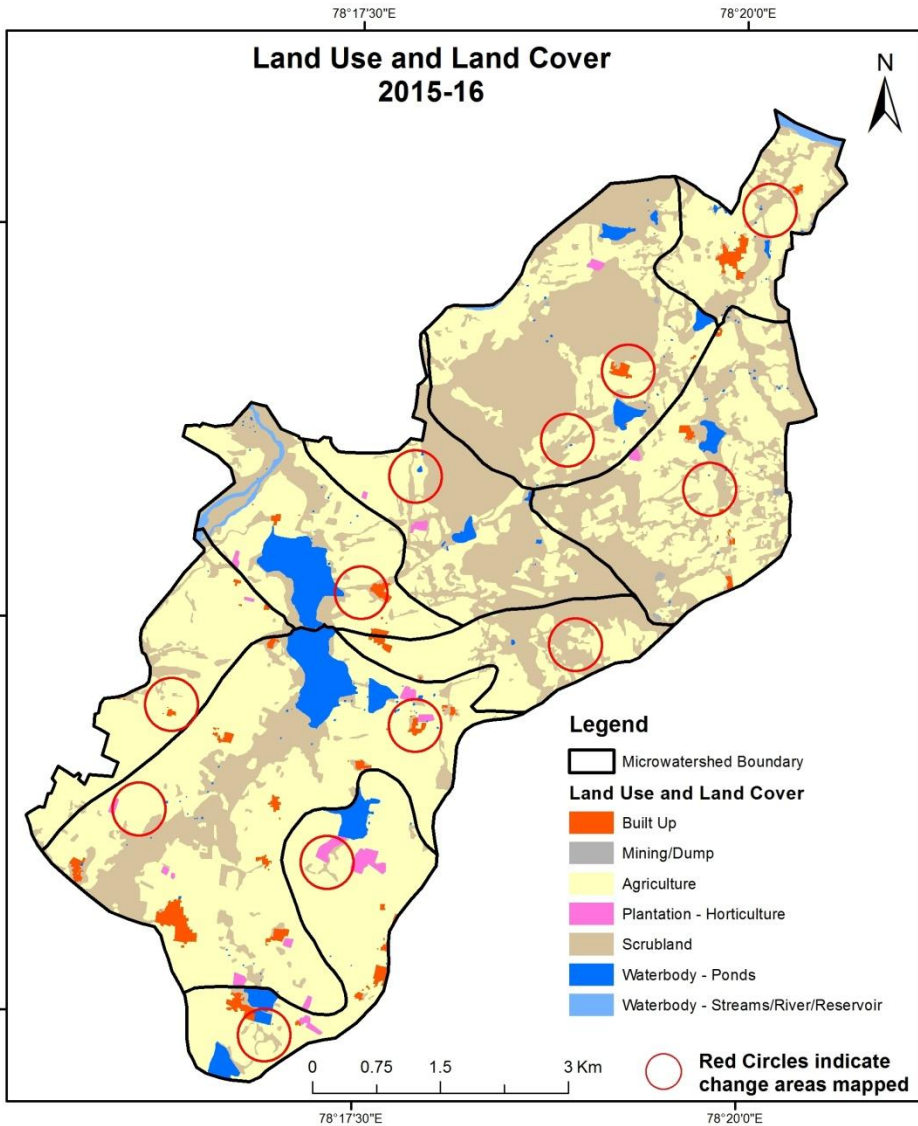 78°17'30"E
78°20'0"E
Land Use and Land Cover
2015-16
N
Legend
Microwatershed Boundary
Land Use and Land Cover
Built Up
Mining/Dump
Agriculture
Plantation - Horticulture
Scrubland
Waterbody - Ponds
Waterbody - Streams/River/Reservoir
0 0.75 1.5 3 Km
Red Circles indicate
change areas mapped
78°17'30"E
78°20'0"E